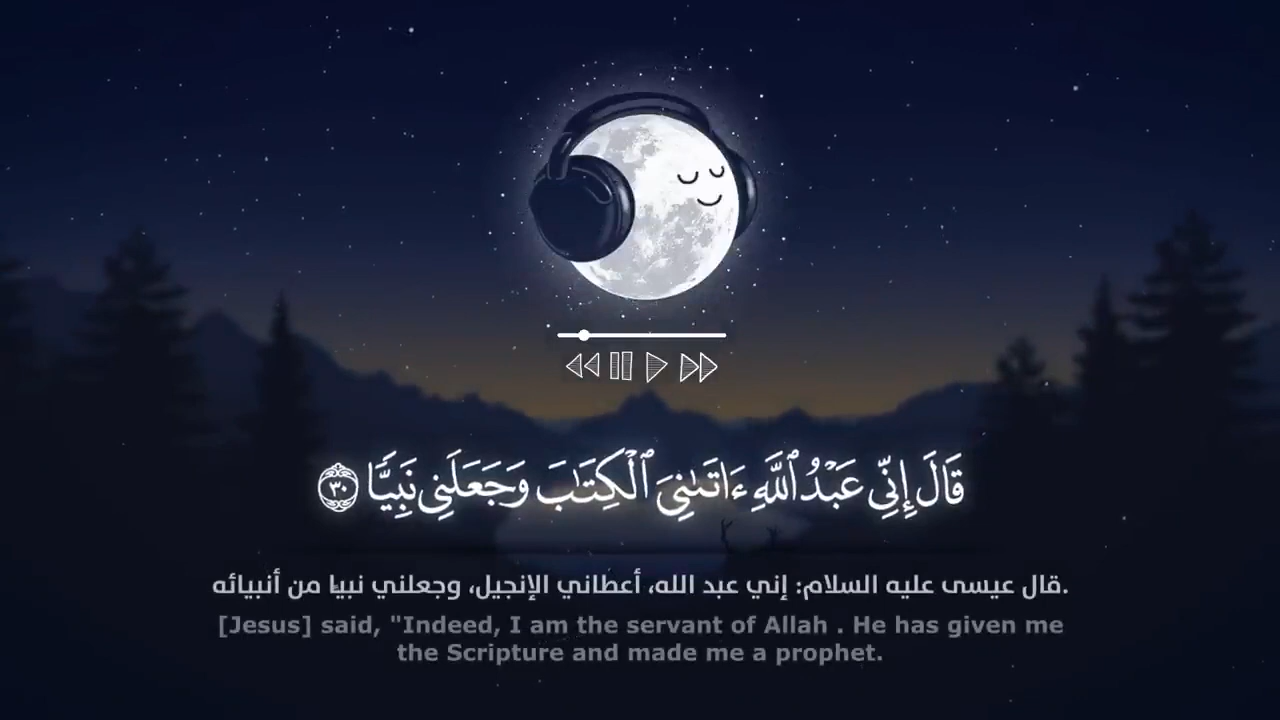 قَالَ إِنِّي عَبْدُ ٱللَّهِ ءَاتَىٰنِيَ ٱلْكِتَٰبَ وَجَعَلَنِي نَبِيًّا ٣٠
قال عيسى عليه السلام: إني عبد الله، أعطاني الإنجيل، وجعلني نبيا من أنبيائه.
[Jesus] said, "Indeed, I am the servant of Allah . He has given me
the Scripture and made me a prophet.